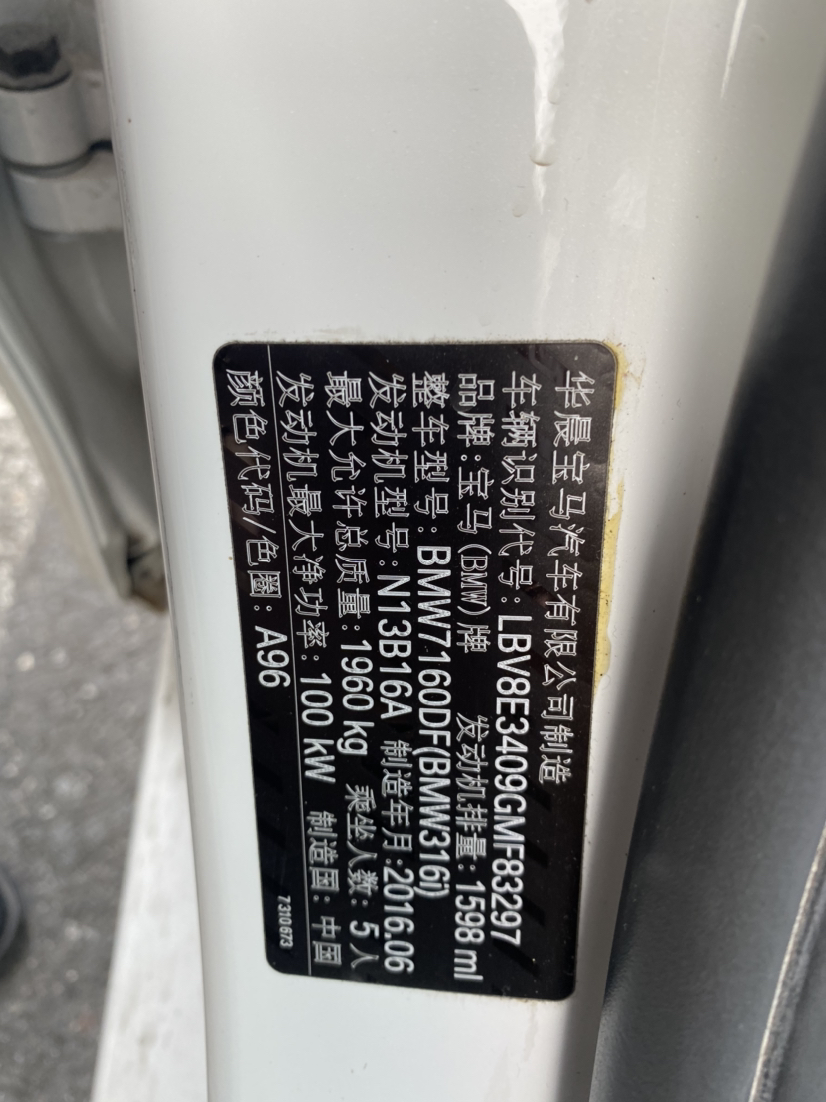 华晨宝马汽车有限公司制造
车辆识别代号: LBV8E3409GMF83297
品牌:宝马(BMW)牌 发动机排量: 1598 ml
整车型号: BMW7160DF(BMW316i)
发动机型号:N13B16A 制造年月:2016.06
最大允许总质量: 1960 kg 乘坐人数: 5 人
发动机最大净功率: 100 kW 制造国: 中国
颜色代码/色圈: A96
7310673